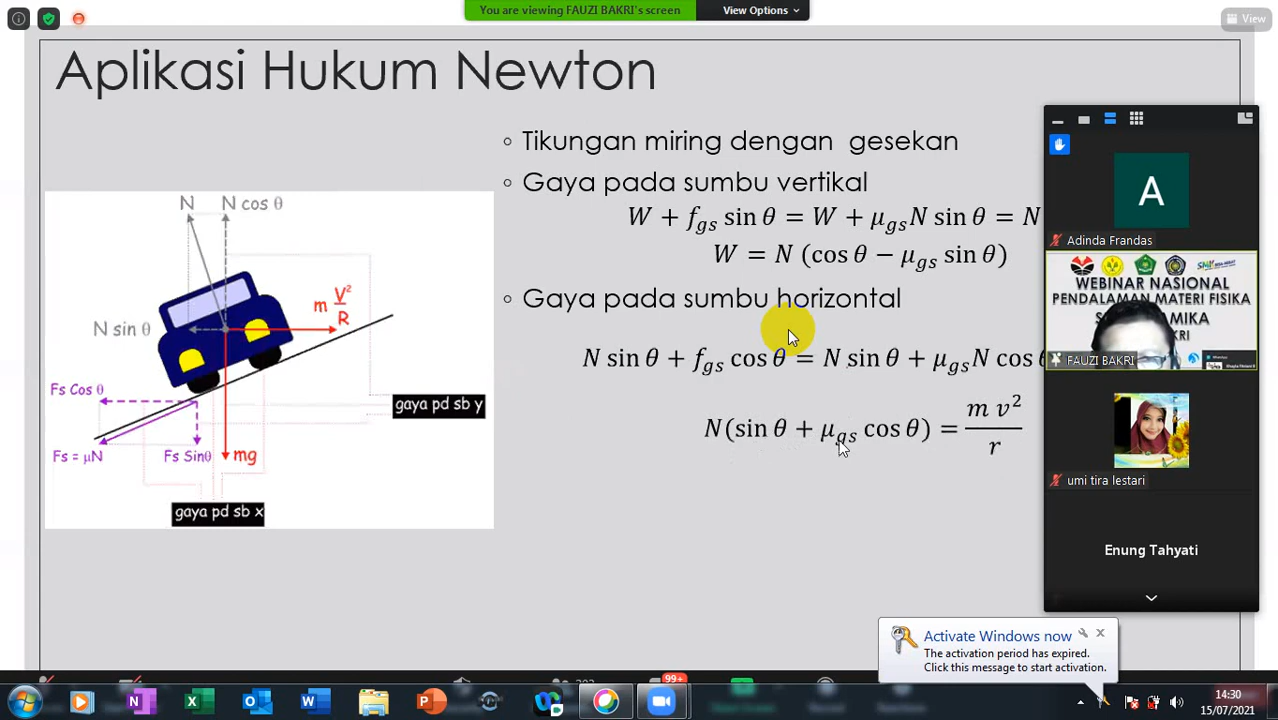 You are viewing FAUZI BAKRI's screen
View Options
View
Aplikasi Hukum Newton
Tikungan miring dengan gesekan
Gaya pada sumbu vertikal
W + f_gs sin θ = W + μ_gs N sin θ = N
W = N (cos θ − μ_gs sin θ)
Gaya pada sumbu horizontal
N sin θ + f_gs cos θ = N sin θ + μ_gs N cos θ
N(sin θ + μ_gs cos θ) = m v² / r
N
N cos θ
m V²/R
N sin θ
Fs Cos θ
gaya pd sb y
Fs = μN
Fs Sinθ
mg
gaya pd sb x
A
Adinda Frandas
WEBINAR NASIONAL
PENDALAMAN MATERI FISIKA
FAUZI BAKRI
umi tira lestari
Enung Tahyati
Activate Windows now
The activation period has expired.
Click this message to start activation.
99+
14:30
15/07/2021